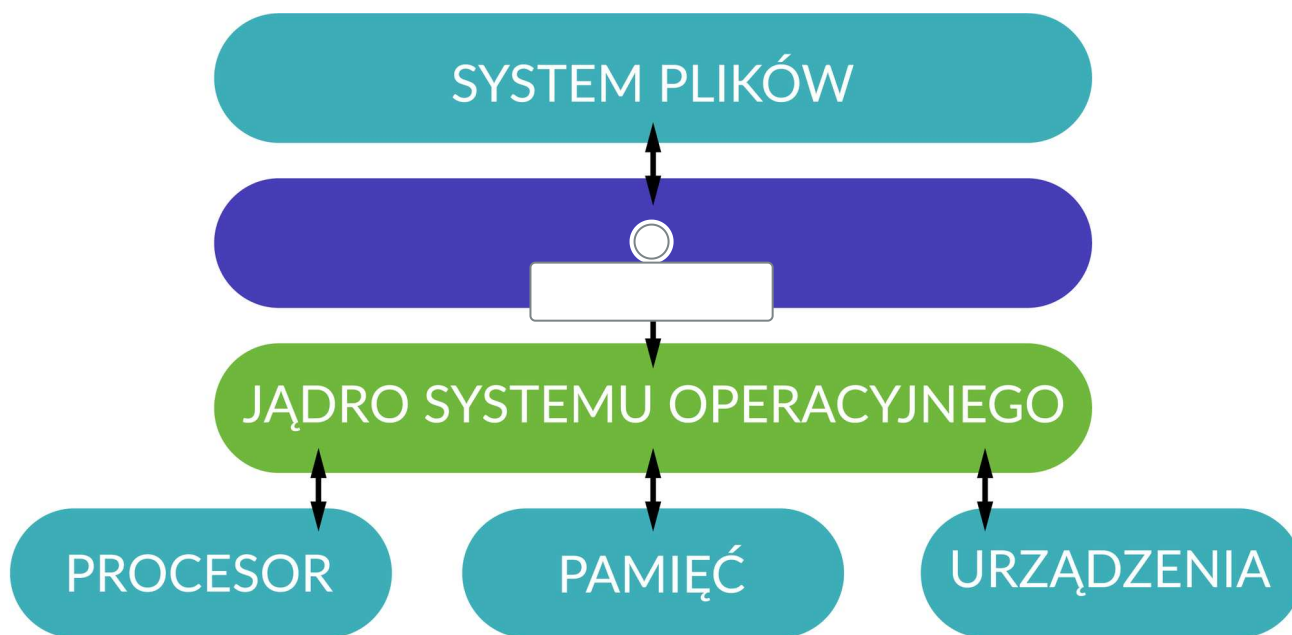 SYSTEM PLIKÓW
JĄDRO SYSTEMU OPERACYJNEGO
PROCESOR
PAMIĘĆ
URZĄDZENIA